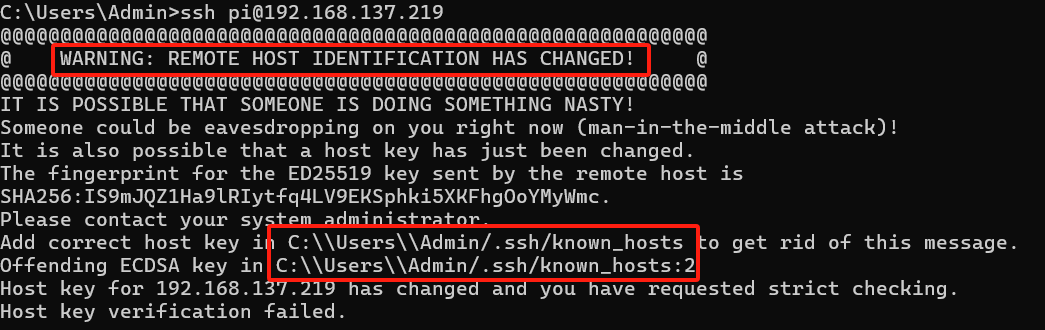 C:\Users\Admin>ssh pi@192.168.137.219
@@@@@@@@@@@@@@@@@@@@@@@@@@@@@@@@@@@@@@@@@@@@@@@@@@@@@@@@@@@
@    WARNING: REMOTE HOST IDENTIFICATION HAS CHANGED!     @
@@@@@@@@@@@@@@@@@@@@@@@@@@@@@@@@@@@@@@@@@@@@@@@@@@@@@@@@@@@
IT IS POSSIBLE THAT SOMEONE IS DOING SOMETHING NASTY!
Someone could be eavesdropping on you right now (man-in-the-middle attack)!
It is also possible that a host key has just been changed.
The fingerprint for the ED25519 key sent by the remote host is
SHA256:IS9mJQZ1Ha9lRIytfq4LV9EKSphki5XKFhgOoYMyWmc.
Please contact your system administrator.
Add correct host key in C:\\Users\\Admin/.ssh/known_hosts to get rid of this message.
Offending ECDSA key in C:\\Users\\Admin/.ssh/known_hosts:2
Host key for 192.168.137.219 has changed and you have requested strict checking.
Host key verification failed.